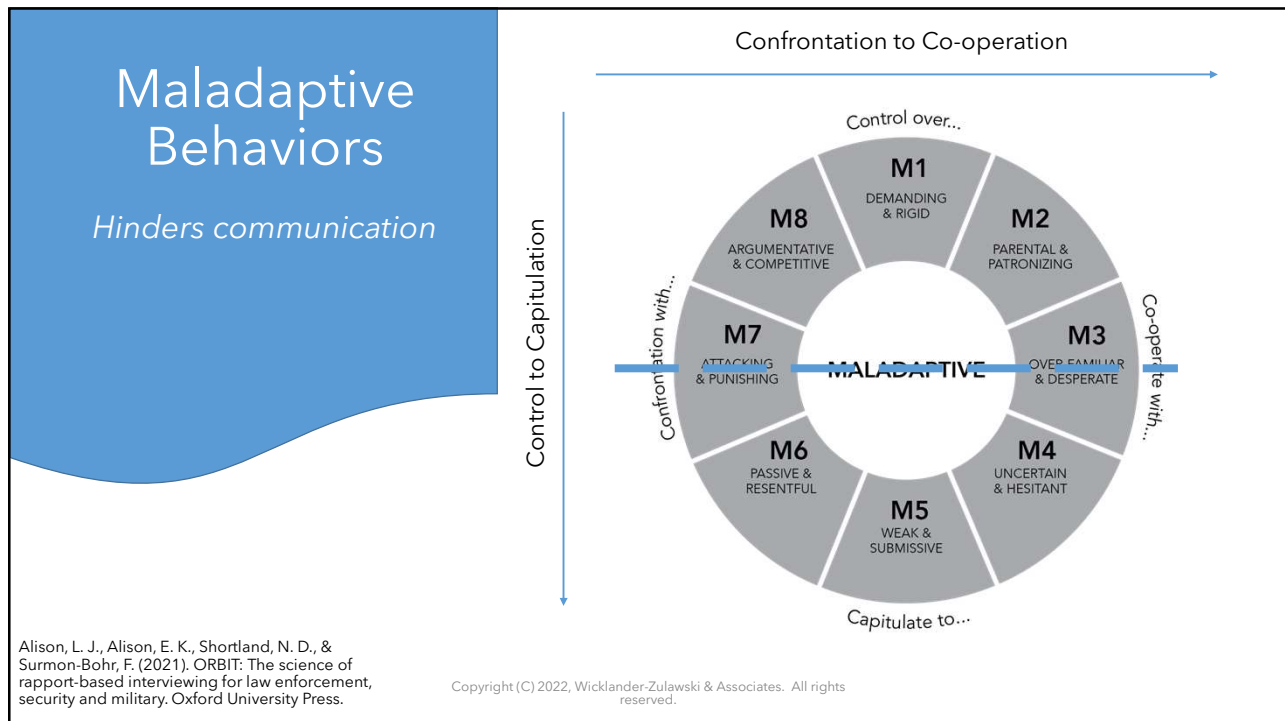 Maladaptive
Behaviors
Hinders communication
Confrontation to Co-operation
Control to Capitulation
Control over...
M1
DEMANDING
& RIGID
M2
PARENTAL &
PATRONIZING
Co-operate with...
M3
OVER FAMILIAR
& DESPERATE
M4
UNCERTAIN
& HESITANT
M5
WEAK &
SUBMISSIVE
Capitulate to...
M6
PASSIVE &
RESENTFUL
Confrontation with...
M7
ATTACKING
& PUNISHING
M8
ARGUMENTATIVE
& COMPETITIVE
MALADAPTIVE
Alison, L. J., Alison, E. K., Shortland, N. D., &
Surmon-Bohr, F. (2021). ORBIT: The science of
rapport-based interviewing for law enforcement,
security and military. Oxford University Press.
Copyright (C) 2022, Wicklander-Zulawski & Associates. All rights
reserved.